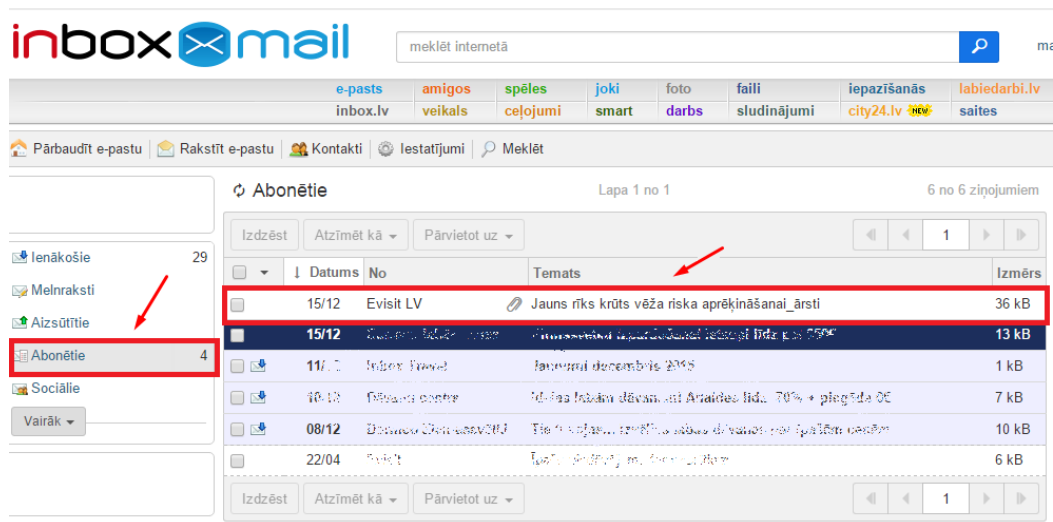 inbox mail
meklēt internetā
ma
e-pasts amigos spēles joki foto faili iepazīšanās labiedarbi.lv
inbox.lv veikals ceļojumi smart darbs sludinājumi city24.lv NEW saites
Pārbaudīt e-pastu Rakstīt e-pastu Kontakti Iestatījumi Meklēt
Abonētie Lapa 1 no 1 6 no 6 ziņojumiem
Izdzēst Atzīmēt kā Pārvietot uz 1
Ienākošie 29
Melnraksti
Aizsūtītie
Abonētie 4
Sociālie
Vairāk
Datums No Temats Izmērs
15/12 Evisit LV Jauns rīks krūts vēža riska aprēķināšanai_ārsti 36 kB
15/12 13 kB
11/ Jaunumi decembris 1 kB
7 kB
08/12 10 kB
22/04 6 kB
Izdzēst Atzīmēt kā Pārvietot uz 1